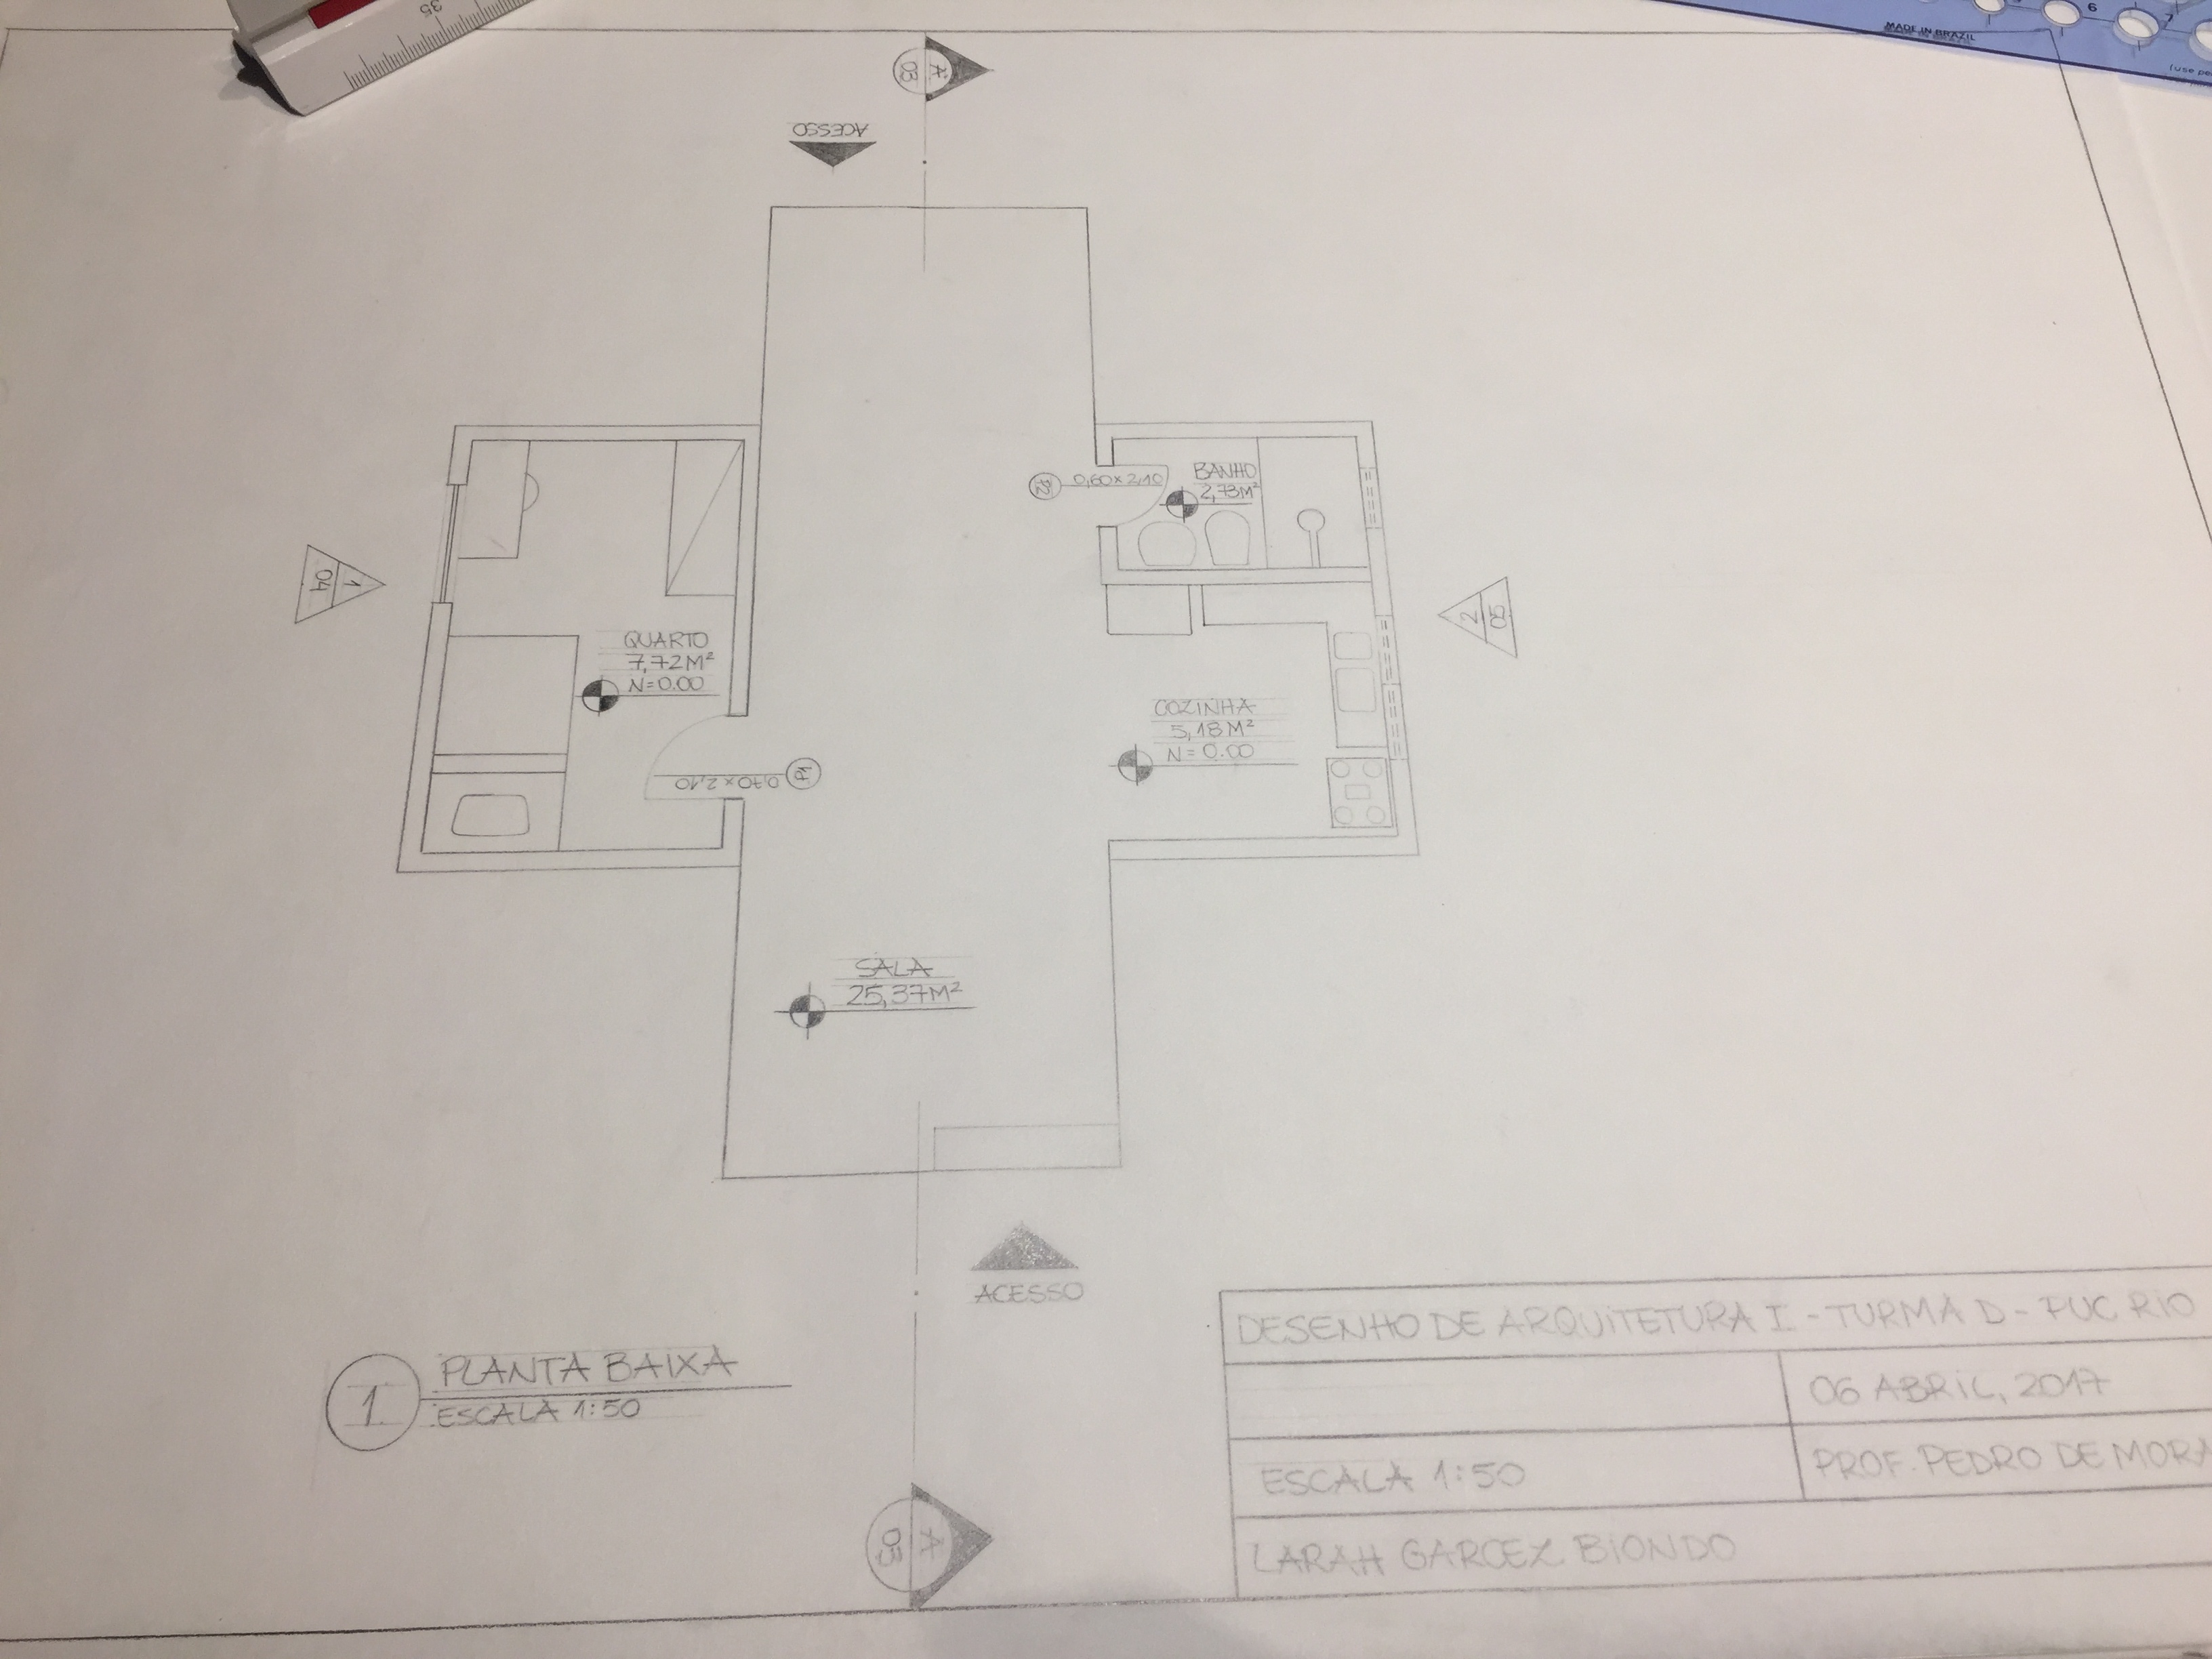 ACESSO
04
1
QUARTO
7,72M²
N=0.00
0,70 x 2,10
P1
SALA
25,37M²
P2
0,60 x 2,10
BANHO
2,73M²
COZINHA
5,18M²
N=0.00
2
05
ACESSO
1
PLANTA BAIXA
ESCALA 1:50
DESENHO DE ARQUITETURA I - TURMA D - PUC RIO
06 ABRIL, 2017
ESCALA 1:50
PROF. PEDRO DE MORA
LARAH GARCEX BIONDO
35
MADE IN BRAZIL
6
7